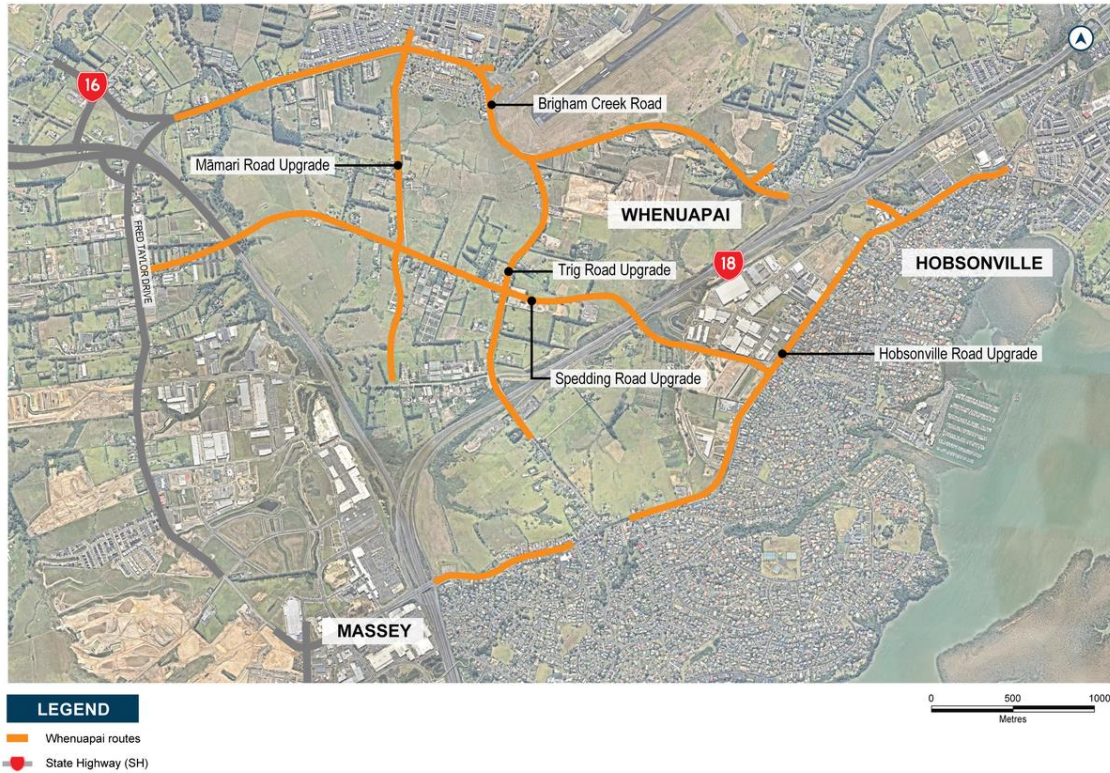 16
Brigham Creek Road
Māmari Road Upgrade
WHENUAPAI
FRED TAYLOR DRIVE
18
HOBSONVILLE
Trig Road Upgrade
Hobsonville Road Upgrade
Spedding Road Upgrade
MASSEY
LEGEND
Whenuapai routes
State Highway (SH)
0 500 1000
Metres